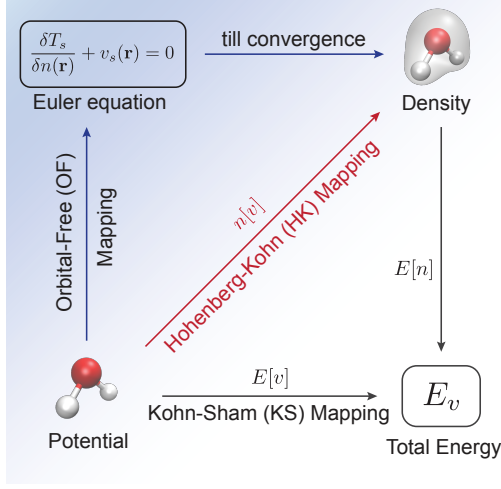 δT_s / δn(𝐫) + v_s(𝐫) = 0
till convergence
Euler equation
Density
Orbital-Free (OF)
Mapping
n[v]
Hohenberg-Kohn (HK) Mapping
E[n]
E[v]
Kohn-Sham (KS) Mapping
E_v
Potential
Total Energy